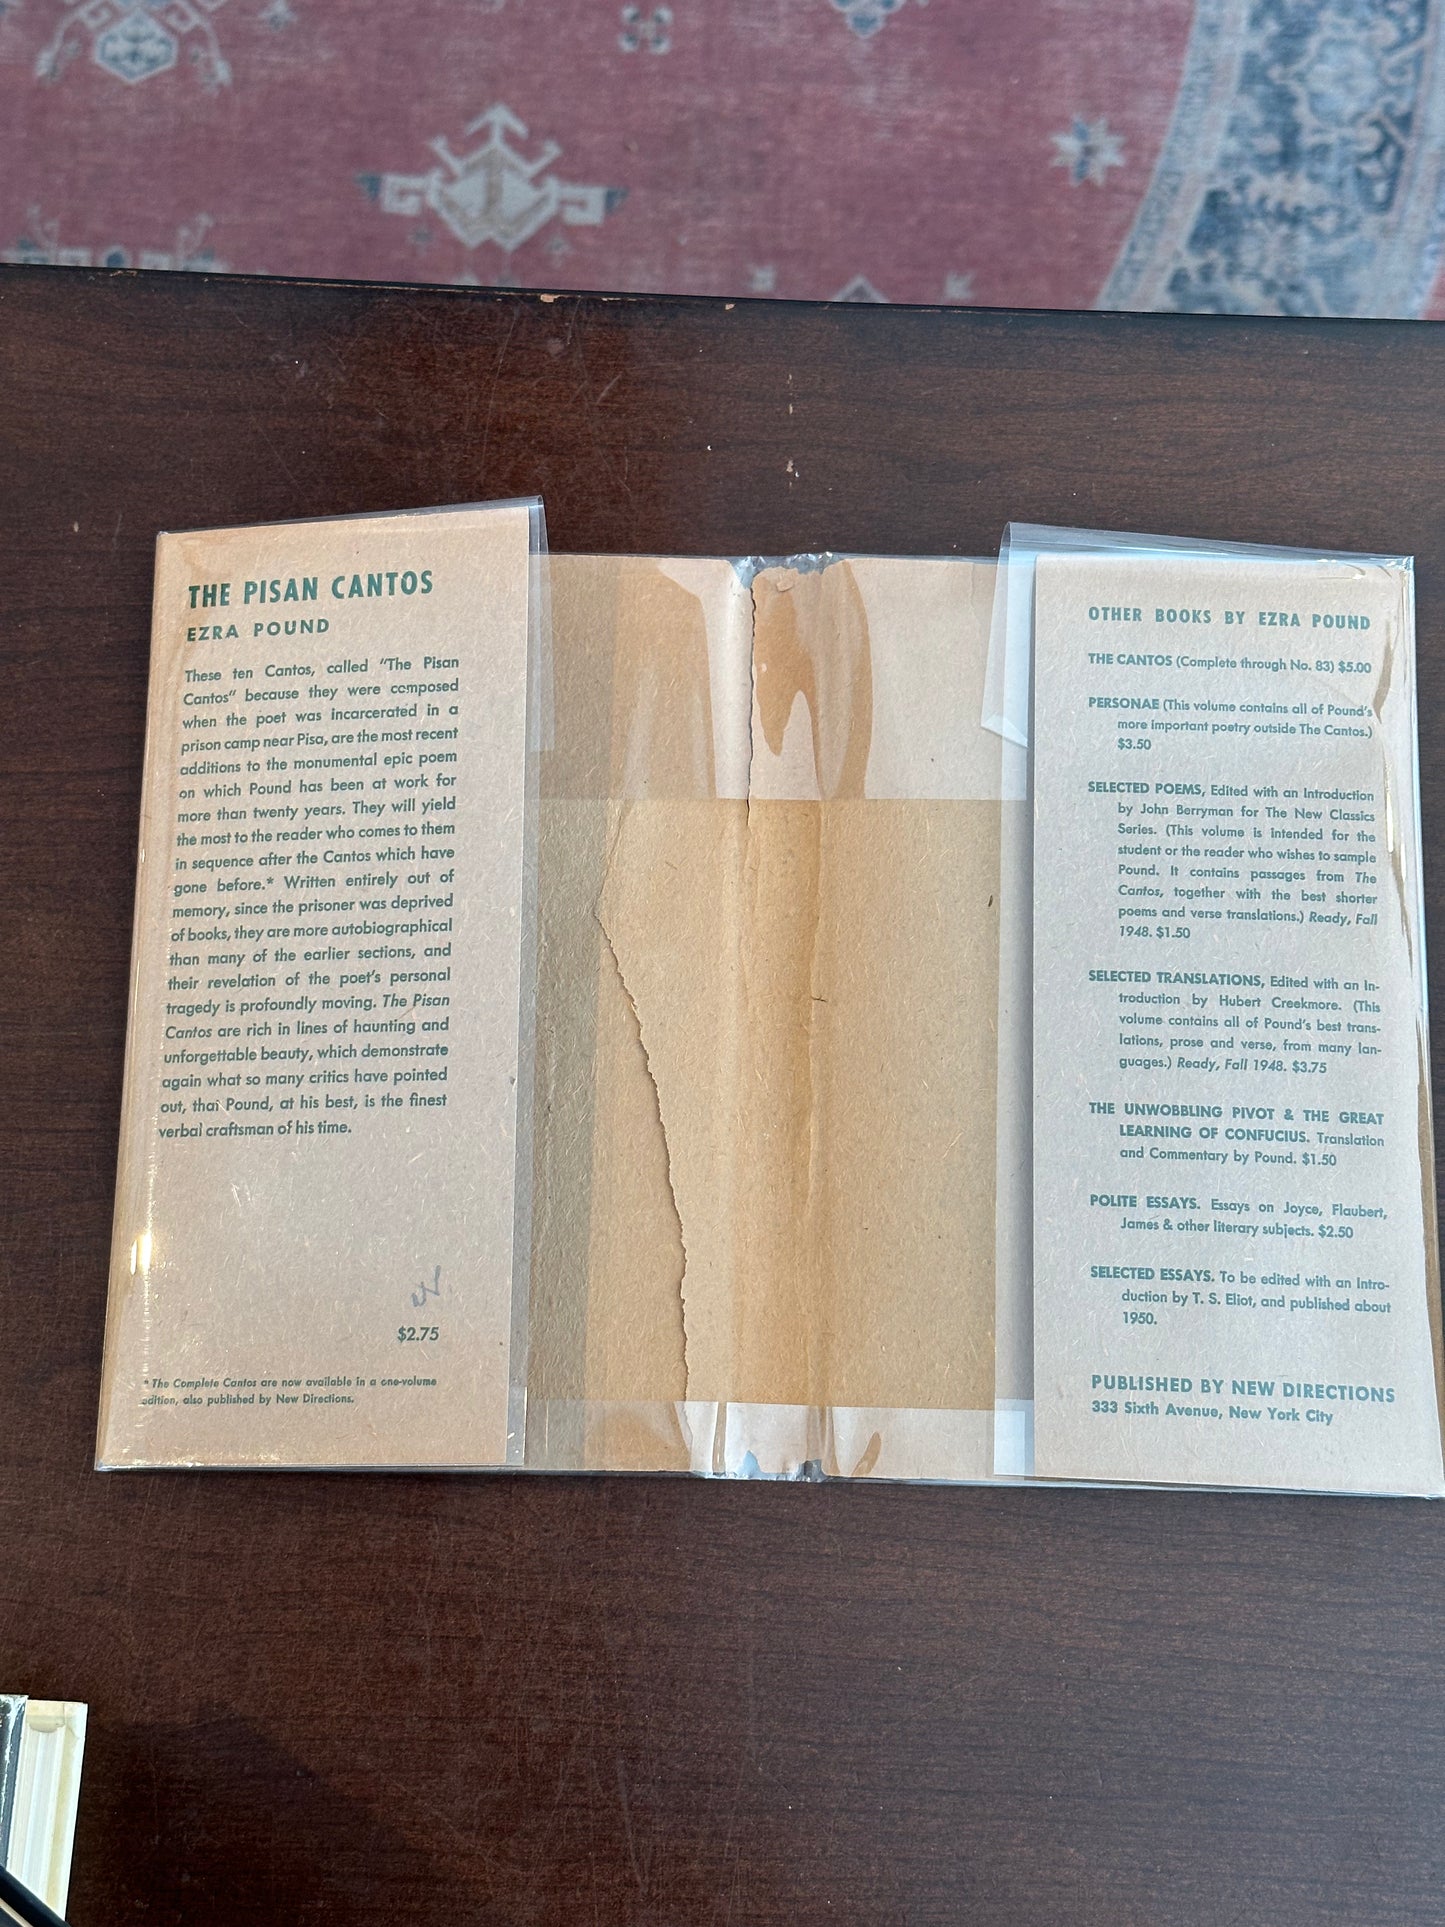 THE PISAN CANTOS
EZRA POUND
These ten Cantos, called "The Pisan
Cantos" because they were composed
when the poet was incarcerated in a
prison camp near Pisa, are the most recent
additions to the monumental epic poem
on which Pound has been at work for
more than twenty years. They will yield
the most to the reader who comes to them
in sequence after the Cantos which have
gone before.* Written entirely out of
memory, since the prisoner was deprived
of books, they are more autobiographical
than many of the earlier sections, and
their revelation of the poet's personal
tragedy is profoundly moving. The Pisan
Cantos are rich in lines of haunting and
unforgettable beauty, which demonstrate
again what so many critics have pointed
out, that Pound, at his best, is the finest
verbal craftsman of his time.
$2.75
* The Complete Cantos are now available in a one-volume
edition, also published by New Directions.
OTHER BOOKS BY EZRA POUND
THE CANTOS (Complete through No. 83) $5.00
PERSONAE (This volume contains all of Pound's
more important poetry outside The Cantos.)
$3.50
SELECTED POEMS, Edited with an Introduction
by John Berryman for The New Classics
Series. (This volume is intended for the
student or the reader who wishes to sample
Pound. It contains passages from The
Cantos, together with the best shorter
poems and verse translations.) Ready, Fall
1948. $1.50
SELECTED TRANSLATIONS, Edited with an In-
troduction by Hubert Creekmore. (This
volume contains all of Pound's best trans-
lations, prose and verse, from many lan-
guages.) Ready, Fall 1948. $3.75
THE UNWOBBLING PIVOT & THE GREAT
LEARNING OF CONFUCIUS. Translation
and Commentary by Pound. $1.50
POLITE ESSAYS. Essays on Joyce, Flaubert,
James & other literary subjects. $2.50
SELECTED ESSAYS. To be edited with an Intro-
duction by T. S. Eliot, and published about
1950.
PUBLISHED BY NEW DIRECTIONS
333 Sixth Avenue, New York City